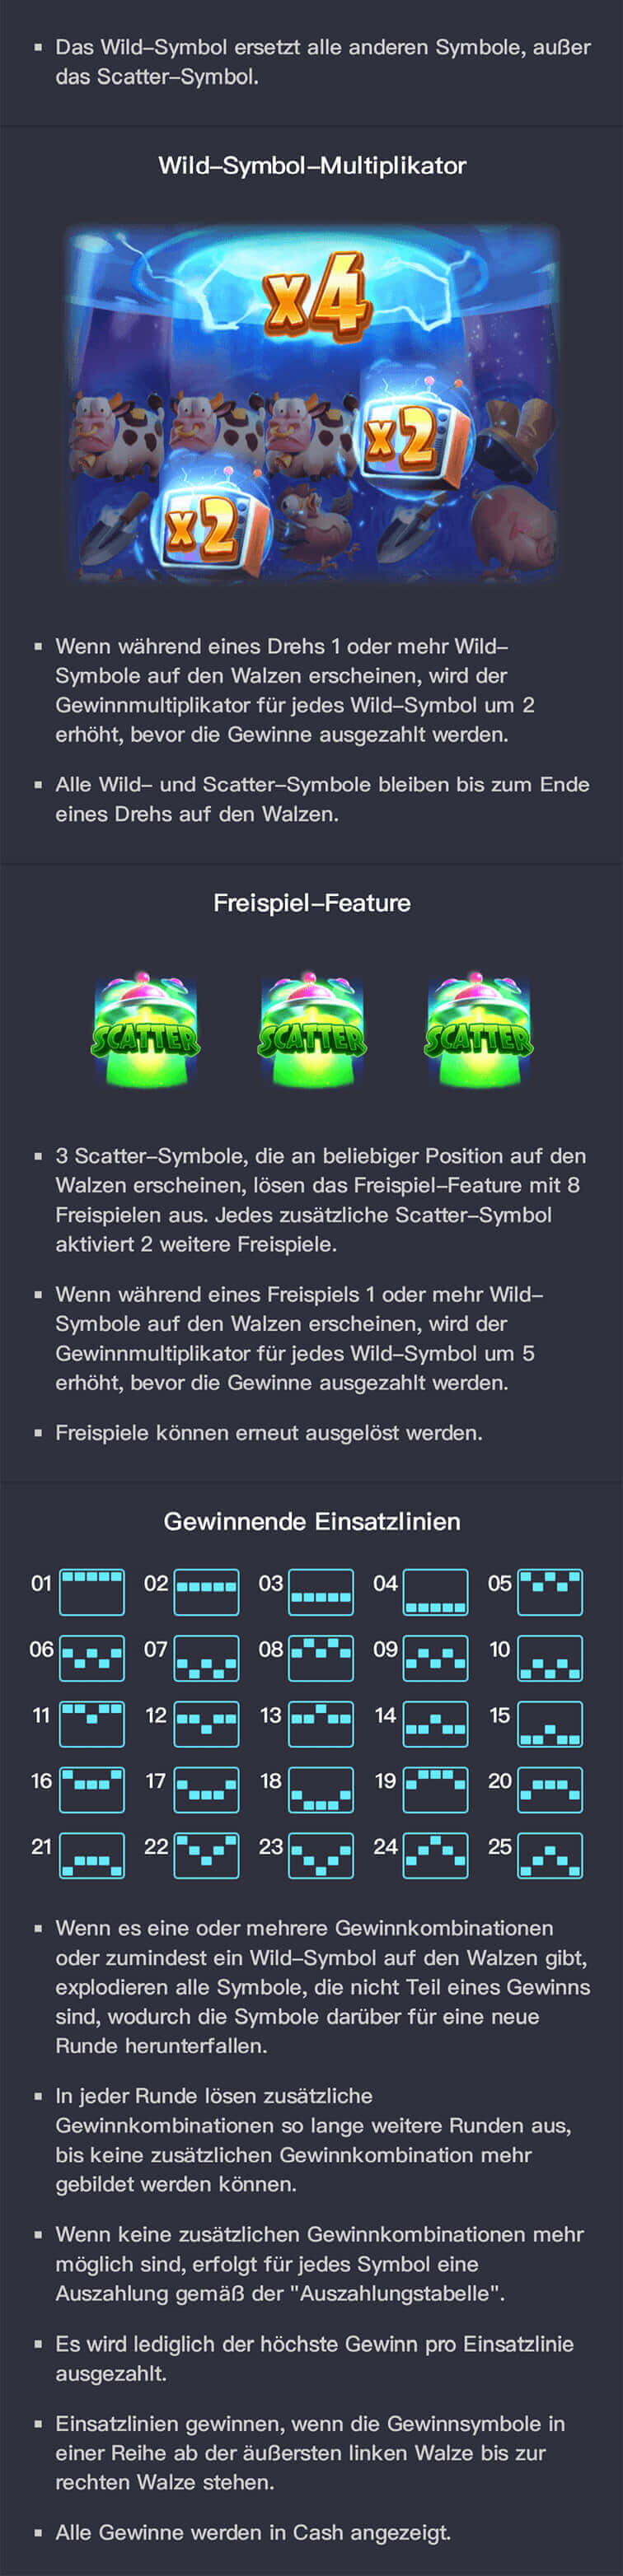 ▪ Das Wild–Symbol ersetzt alle anderen Symbole, außer
das Scatter–Symbol.
Wild–Symbol–Multiplikator
x4
x2
x2
▪ Wenn während eines Drehs 1 oder mehr Wild–
Symbole auf den Walzen erscheinen, wird der
Gewinnmultiplikator für jedes Wild–Symbol um 2
erhöht, bevor die Gewinne ausgezahlt werden.
▪ Alle Wild– und Scatter–Symbole bleiben bis zum Ende
eines Drehs auf den Walzen.
Freispiel–Feature
SCATTER SCATTER SCATTER
▪ 3 Scatter–Symbole, die an beliebiger Position auf den
Walzen erscheinen, lösen das Freispiel–Feature mit 8
Freispielen aus. Jedes zusätzliche Scatter–Symbol
aktiviert 2 weitere Freispiele.
▪ Wenn während eines Freispiels 1 oder mehr Wild–
Symbole auf den Walzen erscheinen, wird der
Gewinnmultiplikator für jedes Wild–Symbol um 5
erhöht, bevor die Gewinne ausgezahlt werden.
▪ Freispiele können erneut ausgelöst werden.
Gewinnende Einsatzlinien
01 02 03 04 05
06 07 08 09 10
11 12 13 14 15
16 17 18 19 20
21 22 23 24 25
▪ Wenn es eine oder mehrere Gewinnkombinationen
oder zumindest ein Wild–Symbol auf den Walzen gibt,
explodieren alle Symbole, die nicht Teil eines Gewinns
sind, wodurch die Symbole darüber für eine neue
Runde herunterfallen.
▪ In jeder Runde lösen zusätzliche
Gewinnkombinationen so lange weitere Runden aus,
bis keine zusätzlichen Gewinnkombination mehr
gebildet werden können.
▪ Wenn keine zusätzlichen Gewinnkombinationen mehr
möglich sind, erfolgt für jedes Symbol eine
Auszahlung gemäß der "Auszahlungstabelle".
▪ Es wird lediglich der höchste Gewinn pro Einsatzlinie
ausgezahlt.
▪ Einsatzlinien gewinnen, wenn die Gewinnsymbole in
einer Reihe ab der äußersten linken Walze bis zur
rechten Walze stehen.
▪ Alle Gewinne werden in Cash angezeigt.